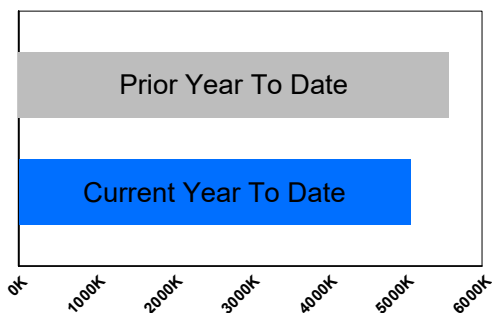 Prior Year To Date
Current Year To Date
0K
1000K
2000K
3000K
4000K
5000K
6000K